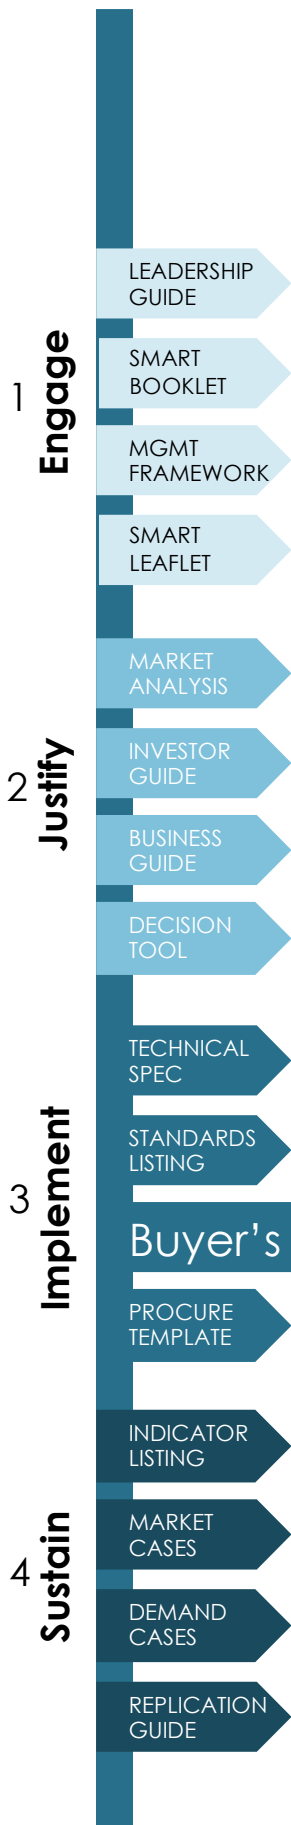 1
Engage
LEADERSHIP
GUIDE
SMART
BOOKLET
MGMT
FRAMEWORK
SMART
LEAFLET
2
Justify
MARKET
ANALYSIS
INVESTOR
GUIDE
BUSINESS
GUIDE
DECISION
TOOL
3
Implement
TECHNICAL
SPEC
STANDARDS
LISTING
Buyer's
PROCURE
TEMPLATE
4
Sustain
INDICATOR
LISTING
MARKET
CASES
DEMAND
CASES
REPLICATION
GUIDE